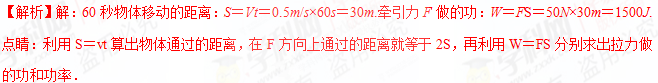 【解析】解：60 秒物体移动的距离：S=Vt=0.5m/s×60s=30m.牵引力 F 做的功：W=FS=50N×30m=1500J.
点睛：利用 S=vt 算出物体通过的距离，在 F 方向上通过的距离就等于 2S，再利用 W=FS 分别求出拉力做
的功和功率．